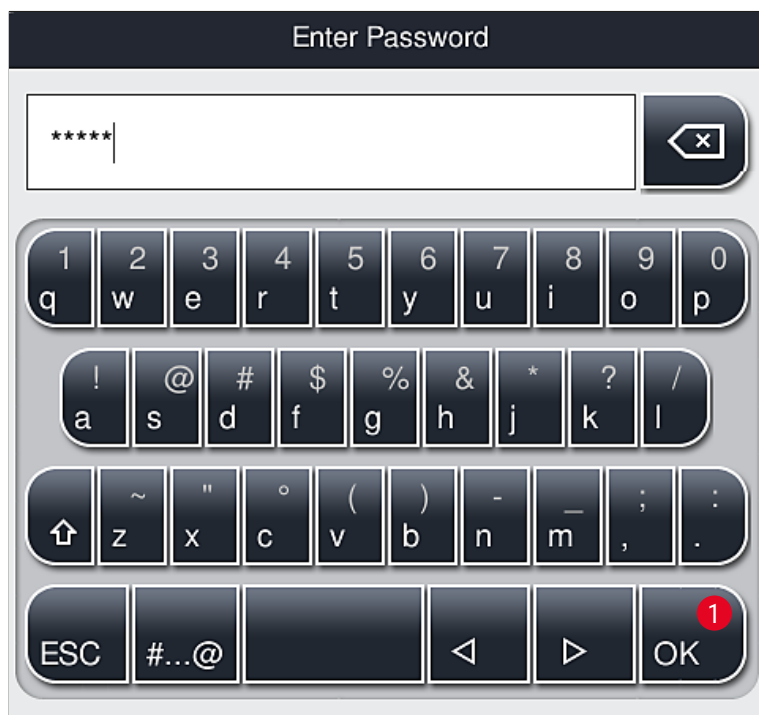 Enter Password
*****
1 2 3 4 5 6 7 8 9 0
q w e r t y u i o p
! @ # $ % & * ? /
a s d f g h j k l
~ " ° ( ) - _ ; :
z x c v b n m , .
1
ESC #...@ OK